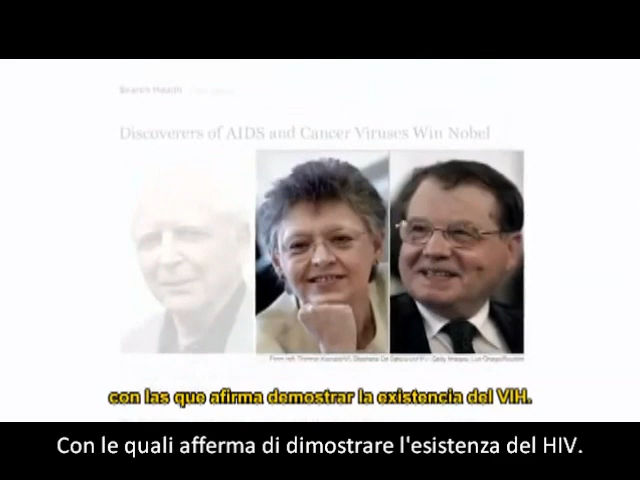 Search Health
Discoverers of AIDS and Cancer Viruses Win Nobel
con las que afirma demostrar la existencia del VIH.
Con le quali afferma di dimostrare l'esistenza del HIV.